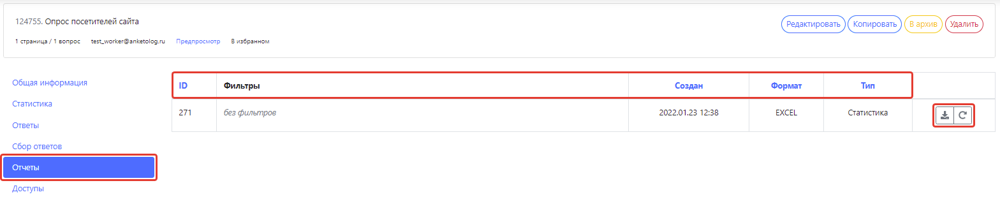 124755. Опрос посетителей сайта
Редактировать Копировать В архив Удалить
1 страница / 1 вопрос test_worker@anketolog.ru Предпросмотр В избранном
Общая информация
Статистика
Ответы
Сбор ответов
Отчеты
Доступы
ID Фильтры Создан Формат Тип
271 без фильтров 2022.01.23 12:38 EXCEL Статистика